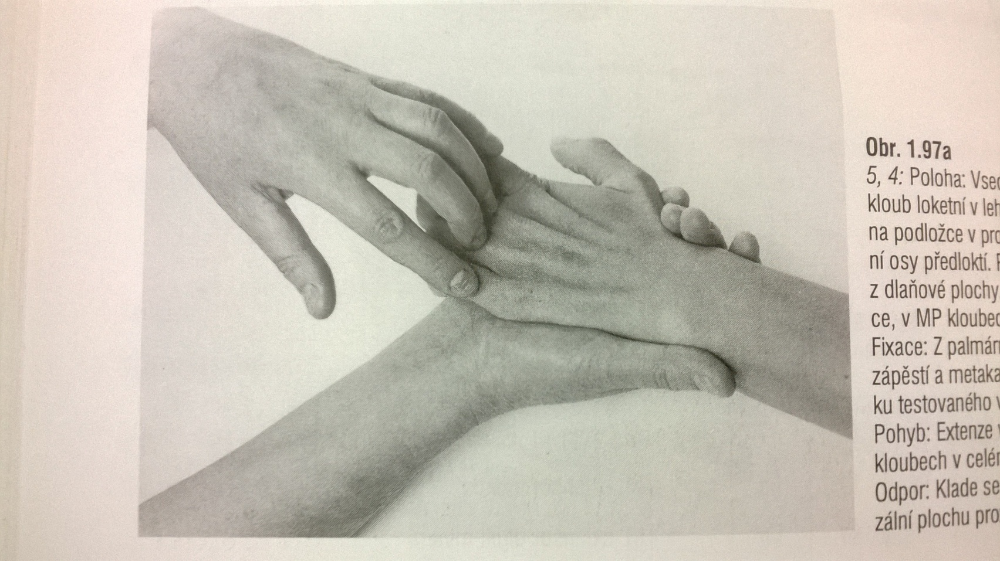 Obr. 1.97a
5, 4: Poloha: Vsed
kloub loketní v leh
na podložce v pro
ní osy předloktí.
z dlaňové plochy
ce, v MP kloubec
Fixace: Z palmár
zápěstí a metaka
ku testovaného v
Pohyb: Extenze v
kloubech v celé
Odpor: Klade se
zální plochu pro